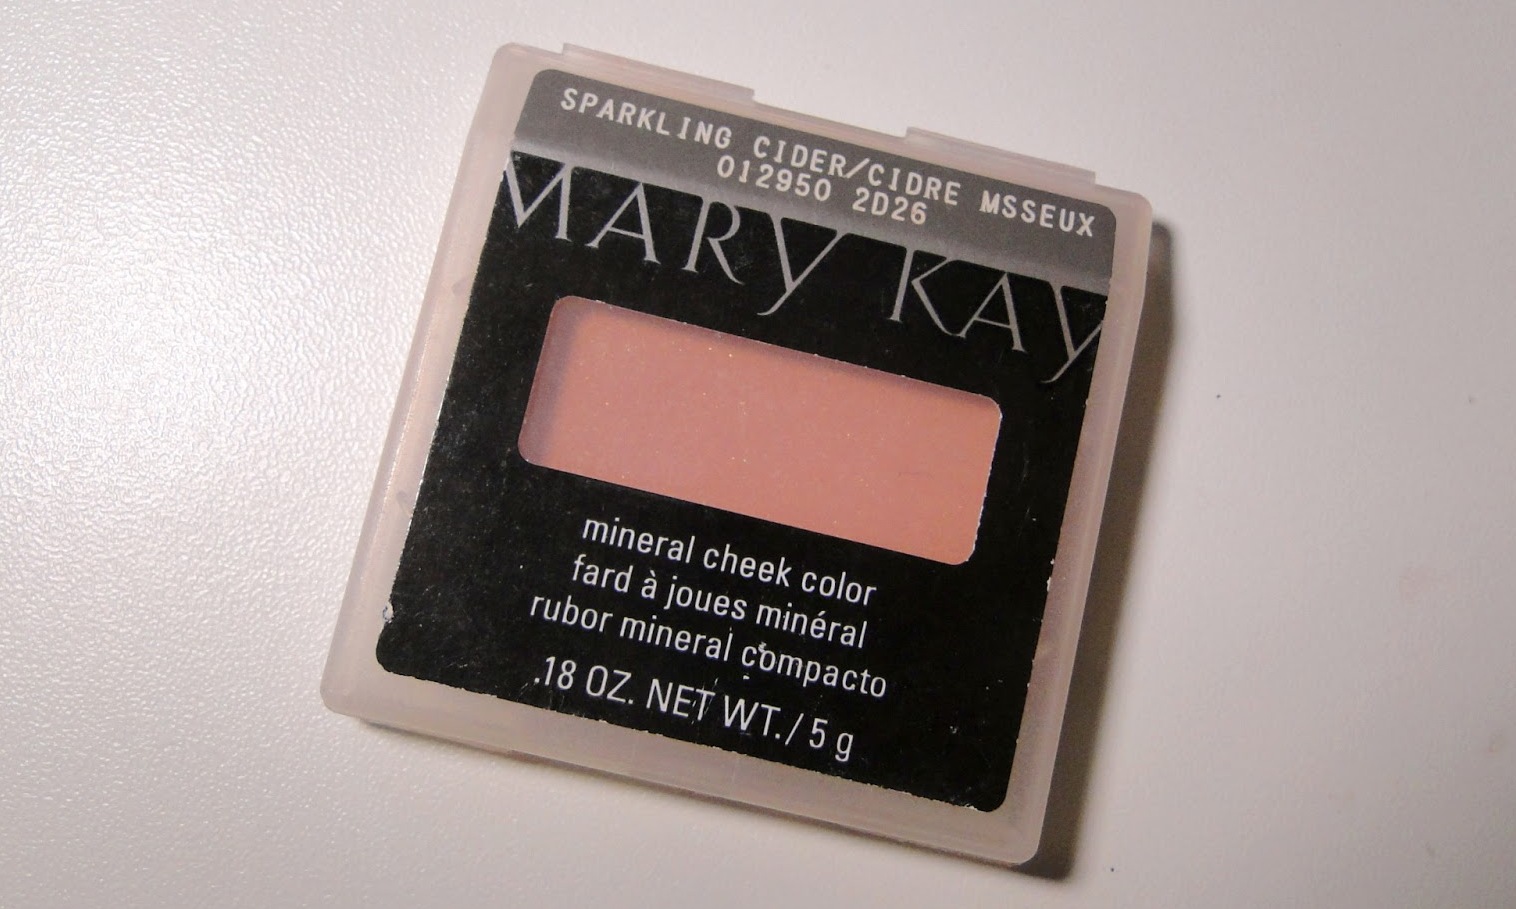 SPARKLING CIDER/CIDRE MSSEUX
012950 2D26
MARY KAY
mineral cheek color
fard à joues minéral
rubor mineral compacto
.18 OZ. NET WT./ 5 g